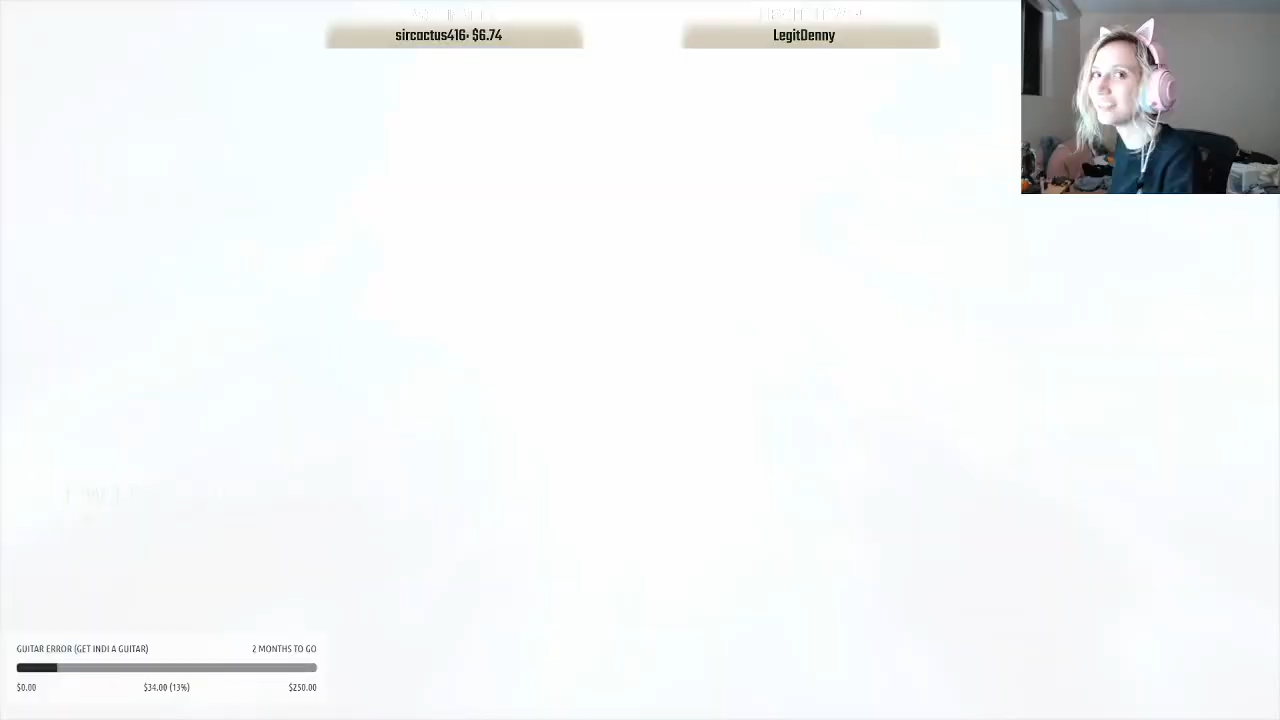 sircactus416: $6.74
LegitDenny
GUITAR ERROR (GET INDI A GUITAR)
2 MONTHS TO GO
$0.00
$34.00 (13%)
$250.00